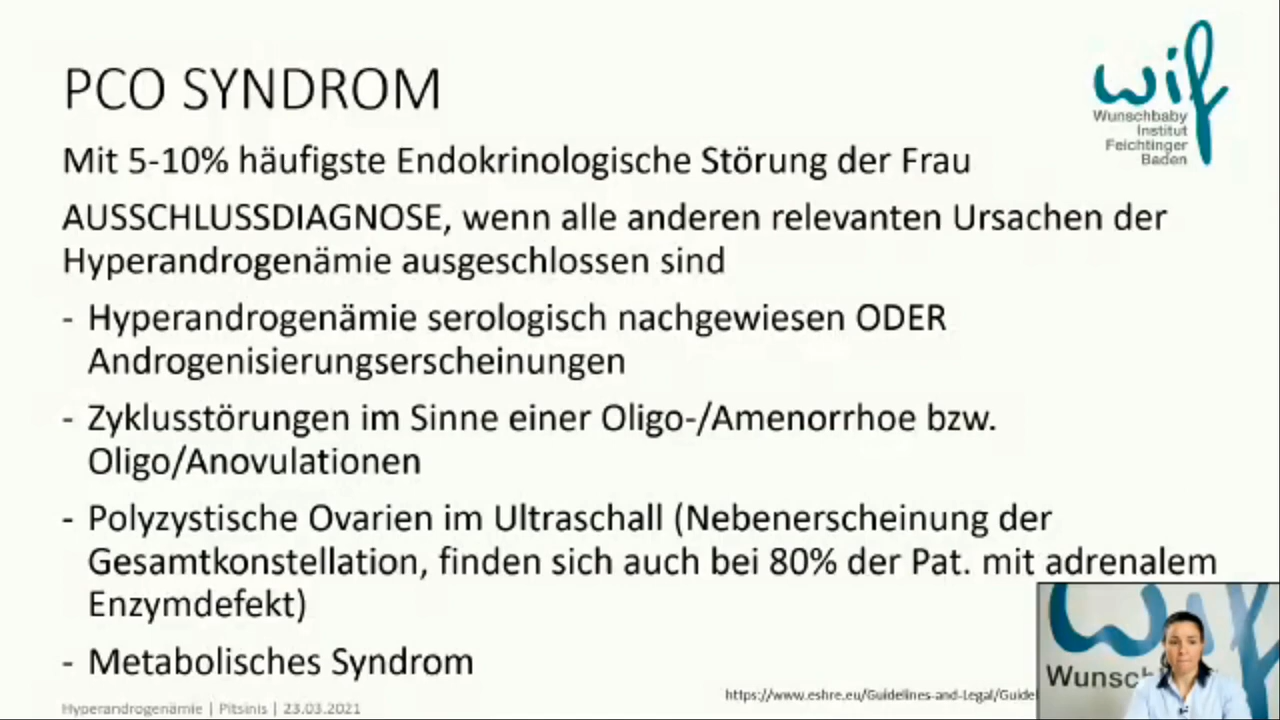 PCO SYNDROM
wif
Wunschbaby
Institut
Feichtinger
Baden
Mit 5-10% häufigste Endokrinologische Störung der Frau
AUSSCHLUSSDIAGNOSE, wenn alle anderen relevanten Ursachen der
Hyperandrogenämie ausgeschlossen sind
- Hyperandrogenämie serologisch nachgewiesen ODER
Androgenisierungserscheinungen
- Zyklusstörungen im Sinne einer Oligo-/Amenorrhoe bzw.
Oligo/Anovulationen
- Polyzystische Ovarien im Ultraschall (Nebenerscheinung der
Gesamtkonstellation, finden sich auch bei 80% der Pat. mit adrenalem
Enzymdefekt)
- Metabolisches Syndrom
https://www.eshre.eu/Guidelines-and-Legal/Guidel
Hyperandrogenämie | Pitsinis | 23.03.2021